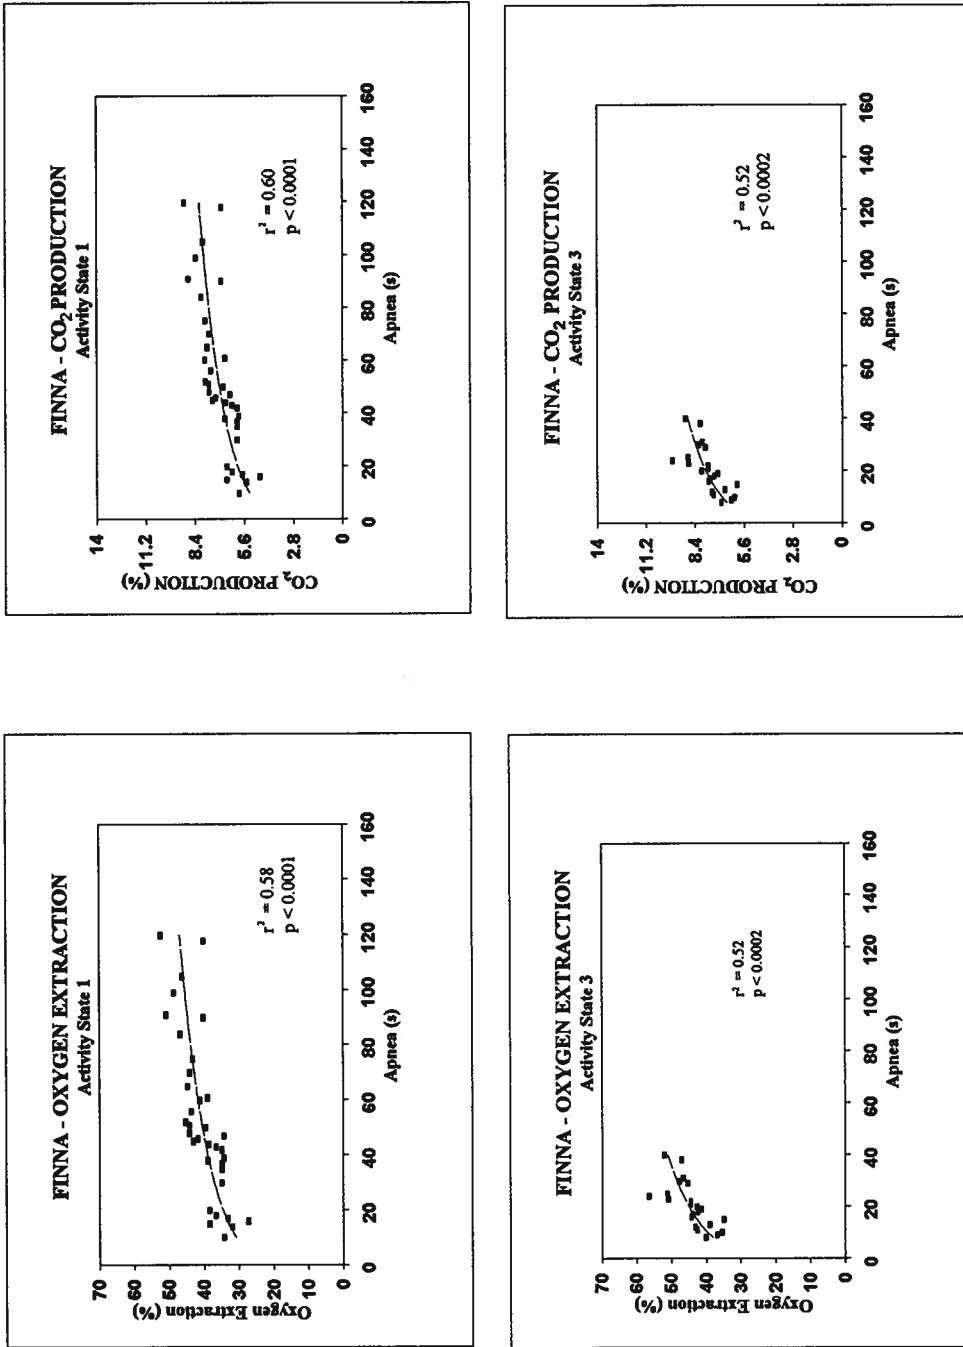 FINNA - OXYGEN EXTRACTION
Activity State 1
Oxygen Extraction (%)
70
60
50
40
30
20
10
0
r² = 0.58
p < 0.0001
0 20 40 60 80 100 120 140 160
Apnea (s)
FINNA - CO₂ PRODUCTION
Activity State 1
CO₂ PRODUCTION (%)
14
11.2
8.4
5.6
2.8
0
r² = 0.60
p < 0.0001
0 20 40 60 80 100 120 140 160
Apnea (s)
FINNA - OXYGEN EXTRACTION
Activity State 3
Oxygen Extraction (%)
70
60
50
40
30
20
10
0
r² = 0.52
p < 0.0002
0 20 40 60 80 100 120 140 160
Apnea (s)
FINNA - CO₂ PRODUCTION
Activity State 3
CO₂ PRODUCTION (%)
14
11.2
8.4
5.6
2.8
0
r² = 0.52
p < 0.0002
0 20 40 60 80 100 120 140 160
Apnea (s)